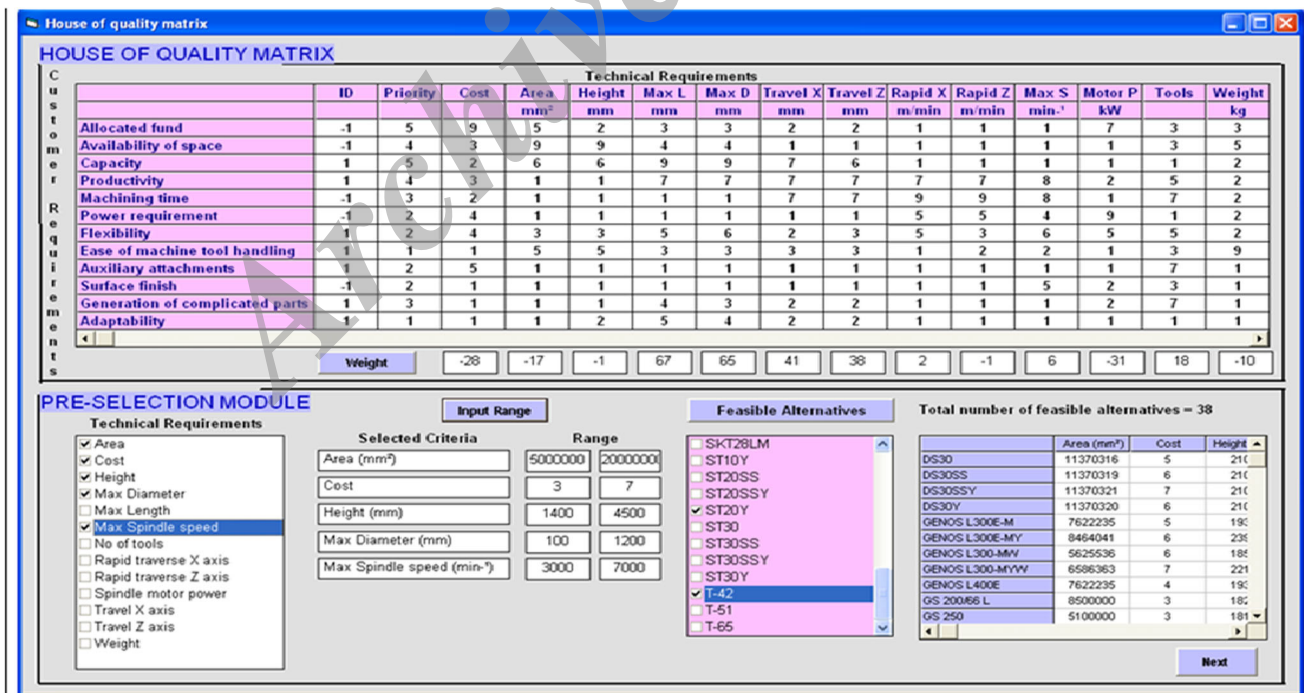 House of quality matrix
HOUSE OF QUALITY MATRIX
Customer Requirements
Technical Requirements
ID Priority Cost Area Height Max L Max D Travel X Travel Z Rapid X Rapid Z Max S Motor P Tools Weight
mm² mm mm mm mm mm m/min m/min min-¹ kW kg
Allocated fund -1 5 9 5 2 3 3 2 2 1 1 1 7 3 3
Availability of space -1 4 3 9 9 4 4 1 1 1 1 1 1 3 5
Capacity 1 5 2 6 6 9 9 7 6 1 1 1 1 1 2
Productivity 1 4 3 1 1 7 7 7 7 7 7 8 2 5 2
Machining time -1 3 2 1 1 1 1 7 7 9 9 8 1 7 2
Power requirement -1 2 4 1 1 1 1 1 1 5 5 4 9 1 2
Flexibility 1 2 4 3 3 5 6 2 3 5 3 6 5 5 2
Ease of machine tool handling 1 1 1 5 5 3 3 3 3 1 2 2 1 3 9
Auxiliary attachments 1 2 5 1 1 1 1 1 1 1 1 1 1 7 1
Surface finish -1 2 1 1 1 1 1 1 1 1 1 5 2 3 1
Generation of complicated parts 1 3 1 1 1 4 3 2 2 1 1 1 2 7 1
Adaptability 1 1 1 1 2 5 4 2 2 1 1 1 1 1 1
Weight -28 -17 -1 67 65 41 38 2 -1 6 -31 18 -10
PRE-SELECTION MODULE
Technical Requirements
Area
Cost
Height
Max Diameter
Max Length
Max Spindle speed
No of tools
Rapid traverse X axis
Rapid traverse Z axis
Spindle motor power
Travel X axis
Travel Z axis
Weight
Input Range
Selected Criteria Range
Area (mm²) 5000000 20000000
Cost 3 7
Height (mm) 1400 4500
Max Diameter (mm) 100 1200
Max Spindle speed (min-¹) 3000 7000
Feasible Alternatives
SKT28LM
ST10Y
ST20SS
ST20SSY
ST20Y
ST30
ST30SS
ST30SSY
ST30Y
T-42
T-51
T-65
Total number of feasible alternatives = 38
Area (mm²) Cost Height
DS30 11370316 5 210
DS30SS 11370319 6 210
DS30SSY 11370321 7 210
DS30Y 11370320 6 210
GENOS L300E-M 7622235 5 193
GENOS L300E-MY 8464041 6 239
GENOS L300-MW 5625536 6 185
GENOS L300-MYW 6586363 7 221
GENOS L400E 7622235 4 193
GS 200/66 L 8500000 3 182
GS 250 5100000 3 181
Next
Archive